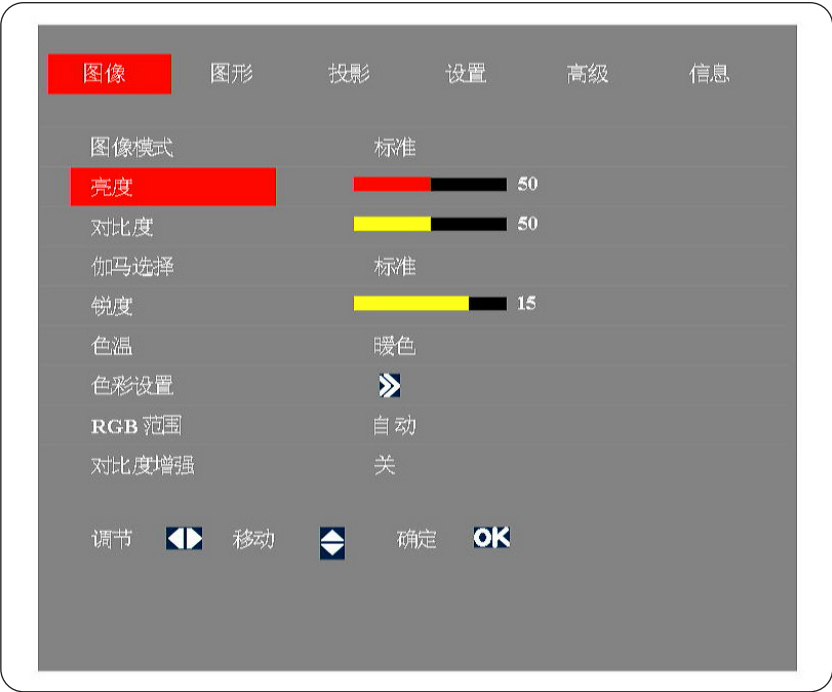 图像 图形 投影 设置 高级 信息
图像模式 标准
亮度 50
对比度 50
伽马选择 标准
锐度 15
色温 暖色
色彩设置
RGB 范围 自动
对比度增强 关
调节 移动 确定 OK